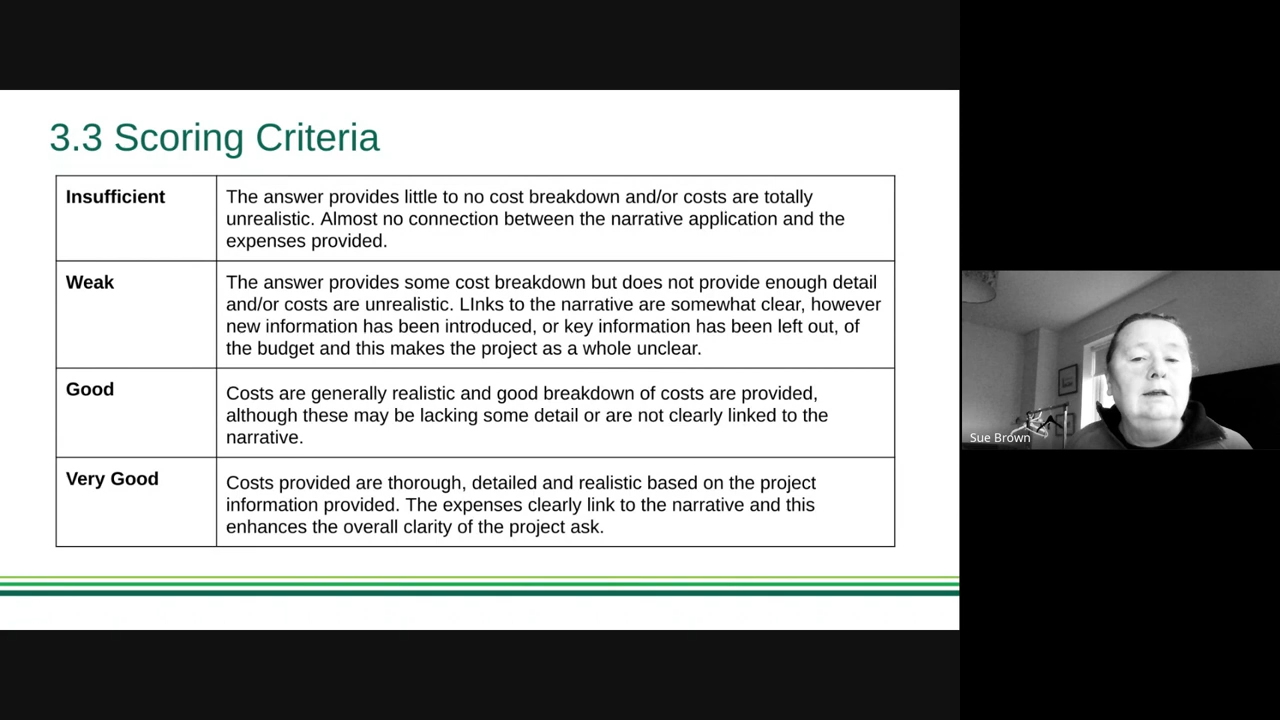 3.3 Scoring Criteria
Insufficient
The answer provides little to no cost breakdown and/or costs are totally
unrealistic. Almost no connection between the narrative application and the
expenses provided.
Weak
The answer provides some cost breakdown but does not provide enough detail
and/or costs are unrealistic. LInks to the narrative are somewhat clear, however
new information has been introduced, or key information has been left out, of
the budget and this makes the project as a whole unclear.
Good
Costs are generally realistic and good breakdown of costs are provided,
although these may be lacking some detail or are not clearly linked to the
narrative.
Very Good
Costs provided are thorough, detailed and realistic based on the project
information provided. The expenses clearly link to the narrative and this
enhances the overall clarity of the project ask.
Sue Brown